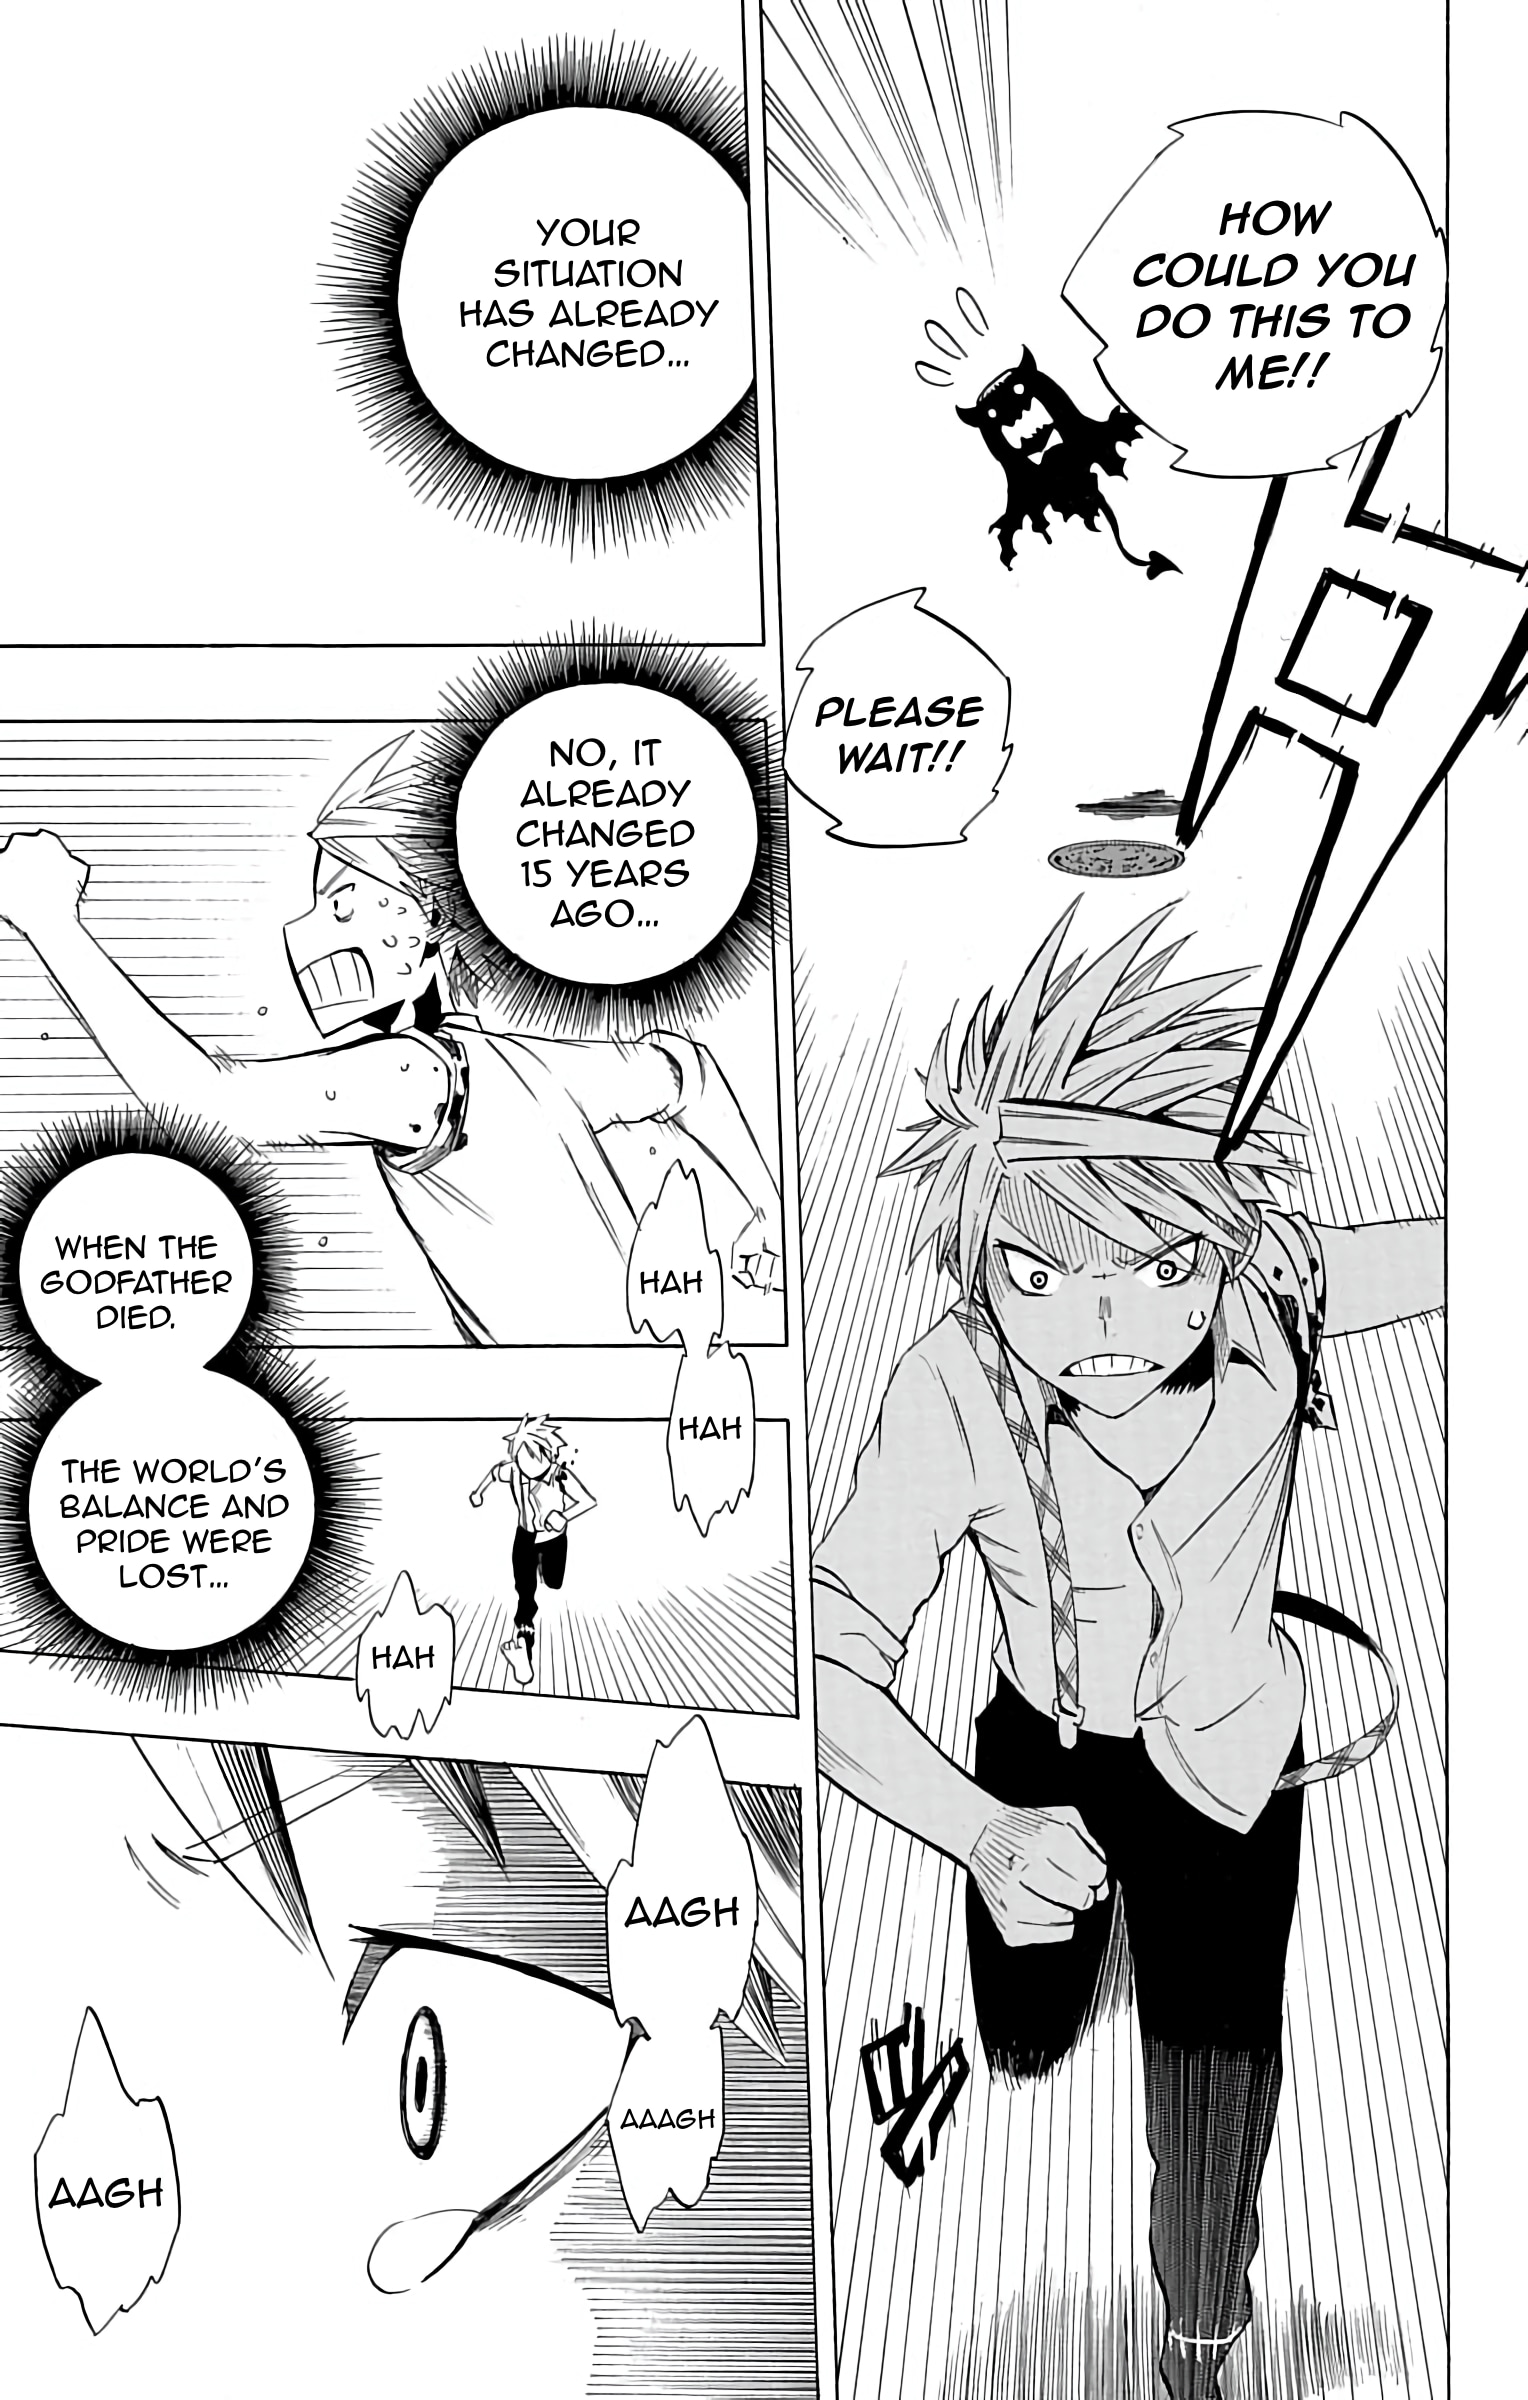 HOW
COULD YOU
DO THIS TO
ME!!
PLEASE
WAIT!!
YOUR
SITUATION
HAS ALREADY
CHANGED...
NO, IT
ALREADY
CHANGED
15 YEARS
AGO...
HAH
HAH
WHEN THE
GODFATHER
DIED.
THE WORLD'S
BALANCE AND
PRIDE WERE
LOST...
HAH
AAGH
AAAGH
AAGH